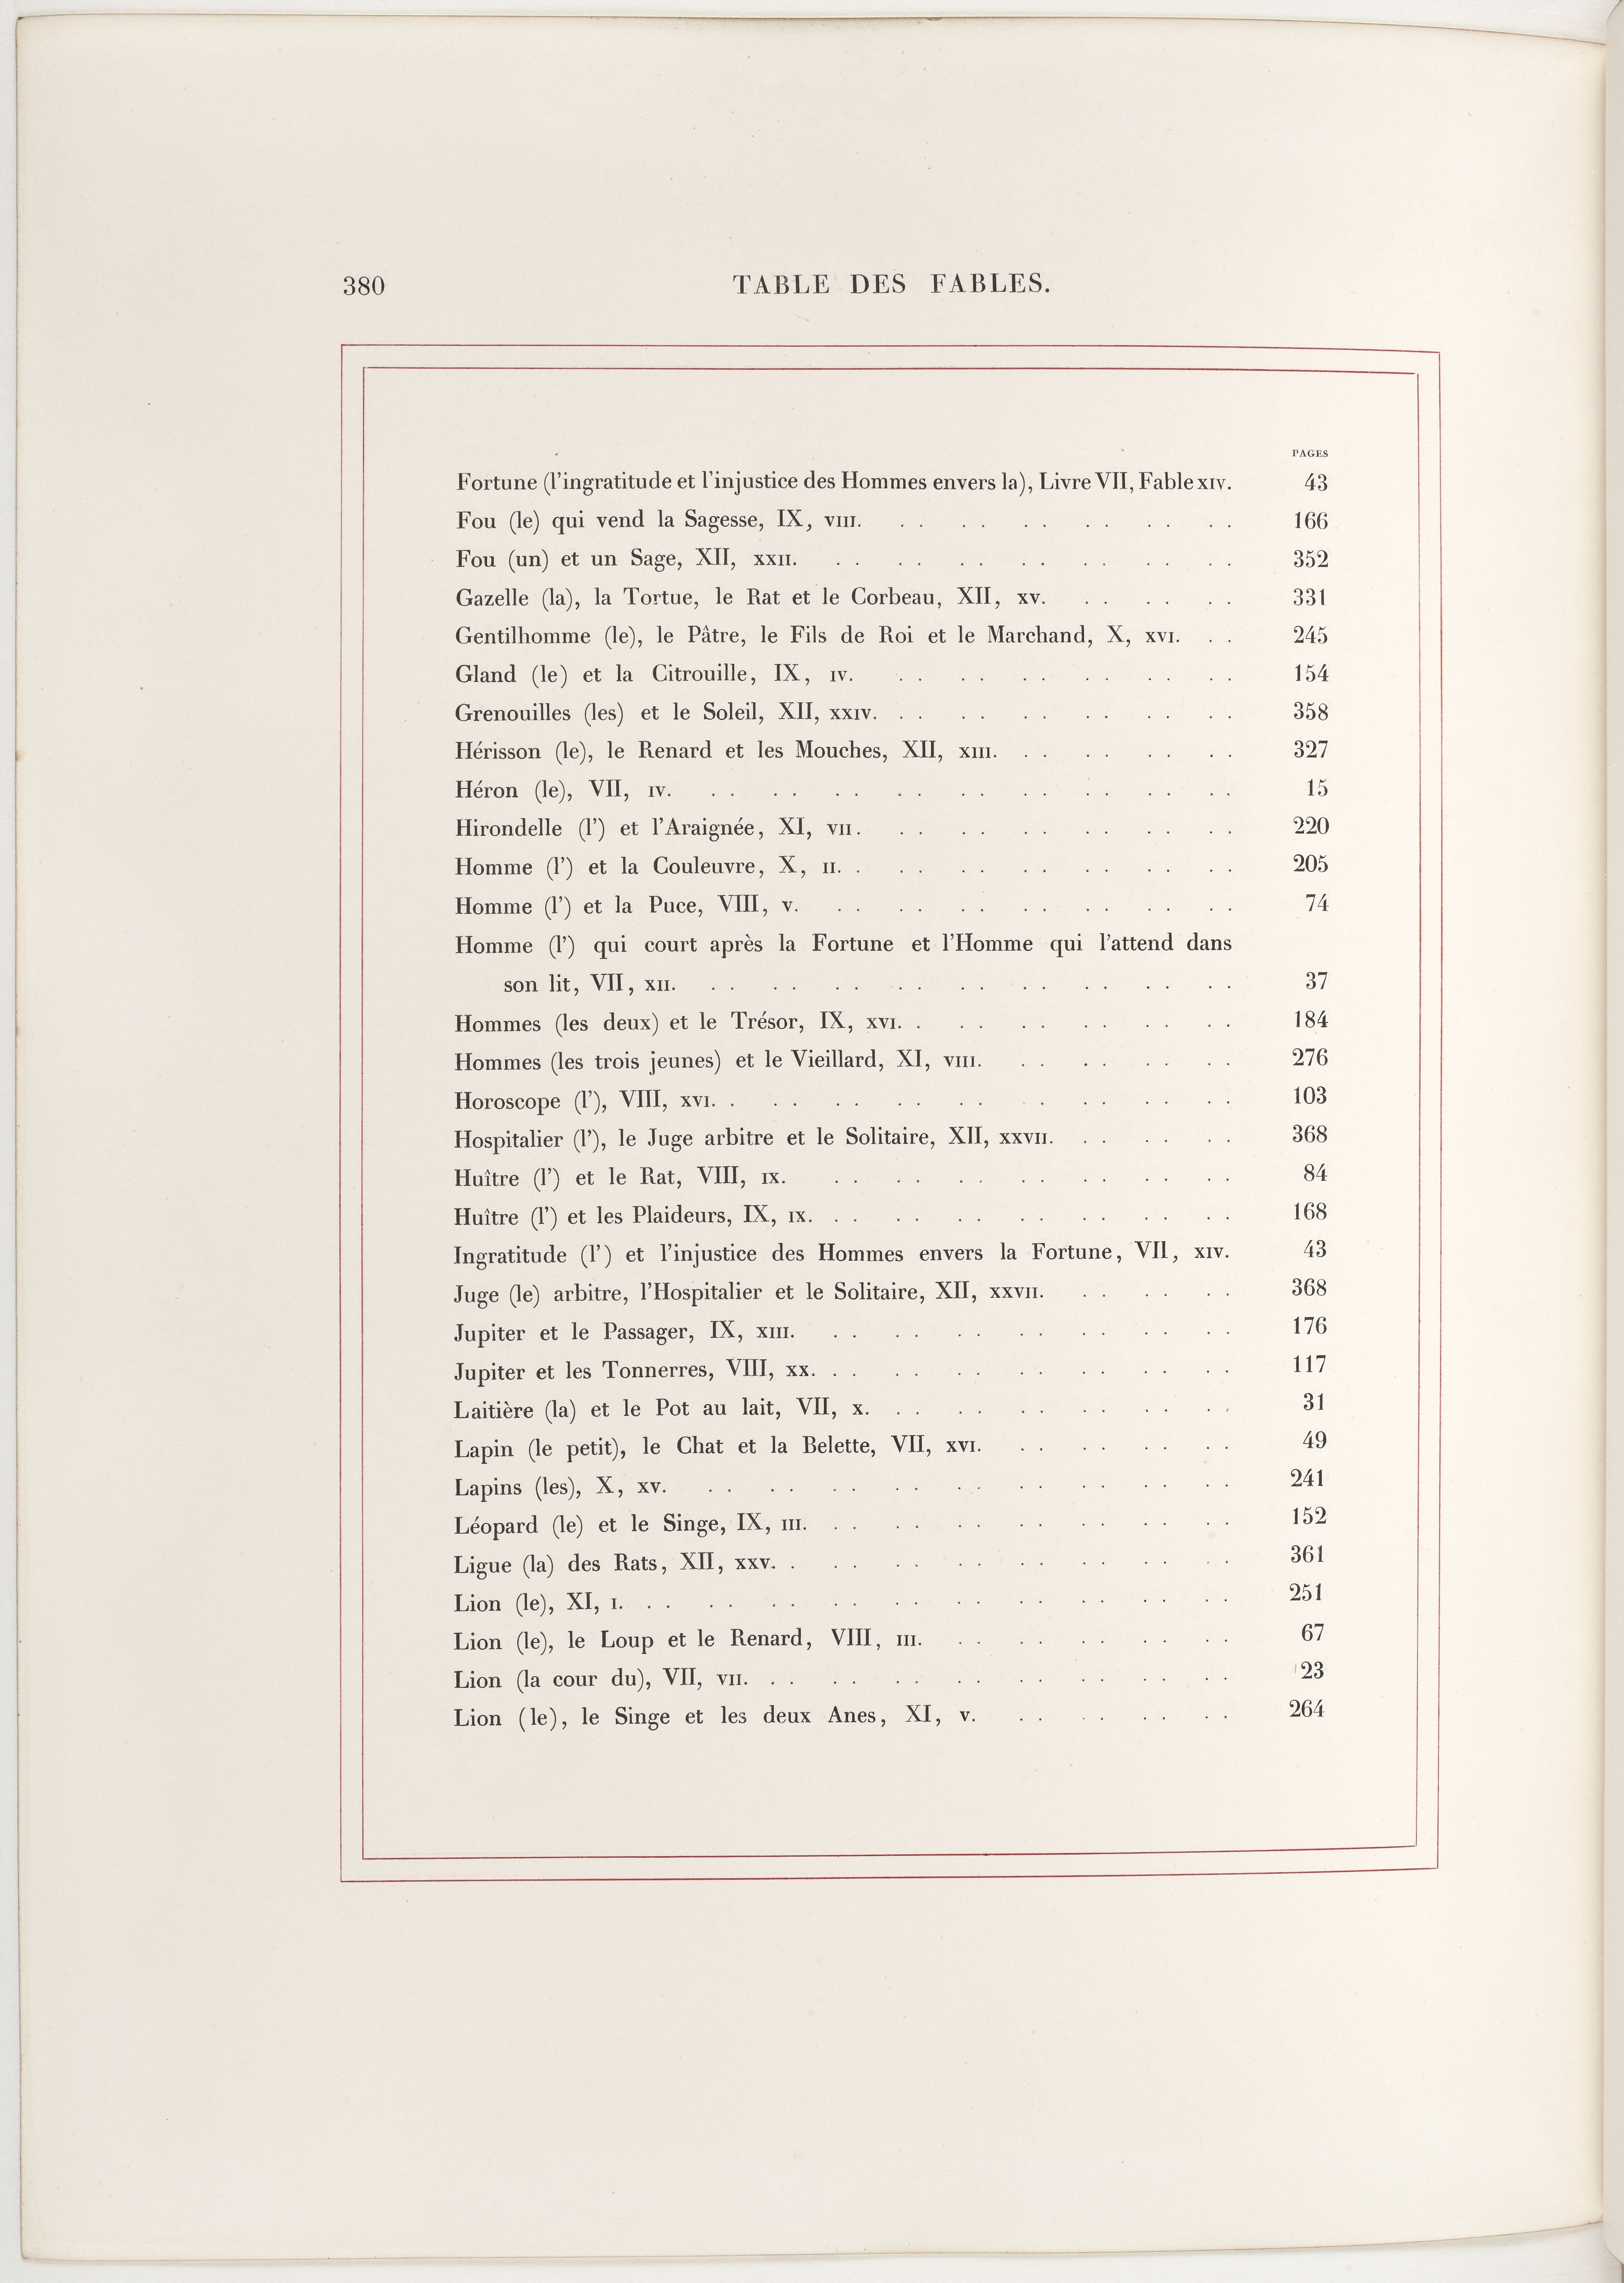 380
TABLE DES FABLES.
PAGES
Fortune (l'ingratitude et l'injustice des Hommes envers la), Livre VII, Fable xiv. 43
Fou (le) qui vend la Sagesse, IX, viii. . . . . . . . . . . . . 166
Fou (un) et un Sage, XII, xxii. . . . . . . . . . . . . . . 352
Gazelle (la), la Tortue, le Rat et le Corbeau, XII, xv. . . . . . . 331
Gentilhomme (le), le Pâtre, le Fils de Roi et le Marchand, X, xvi. . . 245
Gland (le) et la Citrouille, IX, iv. . . . . . . . . . . . . 154
Grenouilles (les) et le Soleil, XII, xxiv. . . . . . . . . . . . . 358
Hérisson (le), le Renard et les Mouches, XII, xiii. . . . . . . . . 327
Héron (le), VII, iv. . . . . . . . . . . . . . . . . . . 15
Hirondelle (l') et l'Araignée, XI, vii. . . . . . . . . . . . . 220
Homme (l') et la Couleuvre, X, ii. . . . . . . . . . . . . . 205
Homme (l') et la Puce, VIII, v. . . . . . . . . . . . . . . 74
Homme (l') qui court après la Fortune et l'Homme qui l'attend dans
son lit, VII, xii. . . . . . . . . . . . . . . . . . . 37
Hommes (les deux) et le Trésor, IX, xvi. . . . . . . . . . . . 184
Hommes (les trois jeunes) et le Vieillard, XI, viii. . . . . . . . . 276
Horoscope (l'), VIII, xvi. . . . . . . . . . . . . . . . . . 103
Hospitalier (l'), le Juge arbitre et le Solitaire, XII, xxvii. . . . . . . 368
Huître (l') et le Rat, VIII, ix. . . . . . . . . . . . . . . 84
Huître (l') et les Plaideurs, IX, ix. . . . . . . . . . . . . . . 168
Ingratitude (l') et l'injustice des Hommes envers la Fortune, VII, xiv. 43
Juge (le) arbitre, l'Hospitalier et le Solitaire, XII, xxvii. . . . . . . 368
Jupiter et le Passager, IX, xiii. . . . . . . . . . . . . . . 176
Jupiter et les Tonnerres, VIII, xx. . . . . . . . . . . . . . . 117
Laitière (la) et le Pot au lait, VII, x. . . . . . . . . . . . . 31
Lapin (le petit), le Chat et la Belette, VII, xvi. . . . . . . . . 49
Lapins (les), X, xv. . . . . . . . . . . . . . . . . . . 241
Léopard (le) et le Singe, IX, iii. . . . . . . . . . . . . . . 152
Ligue (la) des Rats, XII, xxv. . . . . . . . . . . . . . . . 361
Lion (le), XI, i. . . . . . . . . . . . . . . . . . . . . 251
Lion (le), le Loup et le Renard, VIII, iii. . . . . . . . . . . 67
Lion (la cour du), VII, vii. . . . . . . . . . . . . . . . . 23
Lion (le), le Singe et les deux Anes, XI, v. . . . . . . . . 264